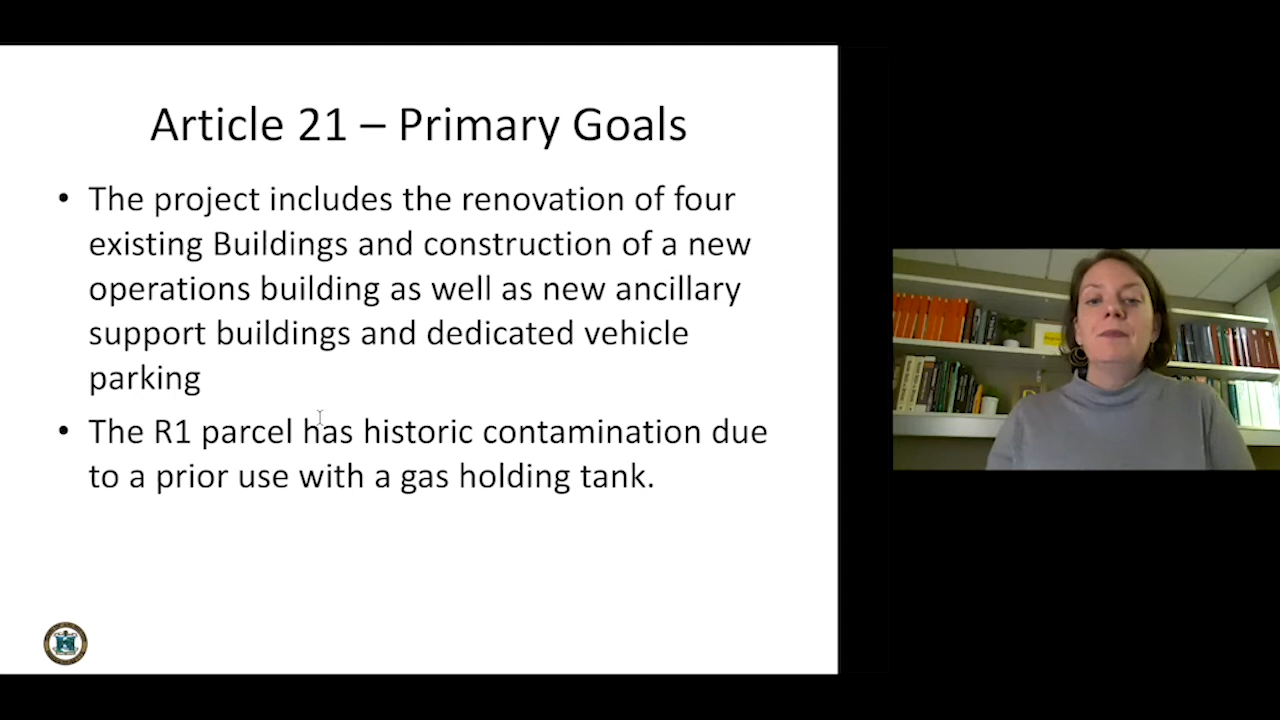 Article 21 – Primary Goals
• The project includes the renovation of four
existing Buildings and construction of a new
operations building as well as new ancillary
support buildings and dedicated vehicle
parking
• The R1 parcel has historic contamination due
to a prior use with a gas holding tank.